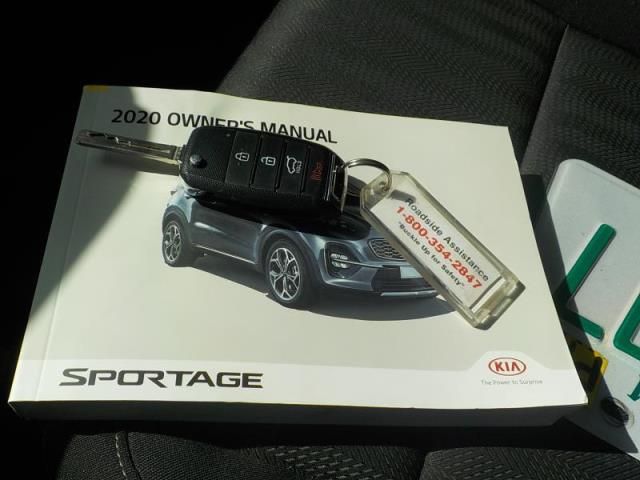 2020 OWNER'S MANUAL
HOLD
Roadside Assistance
1-800-354-2847
"Buckle Up for Safety"
SPORTAGE
KIA
The Power to Surprise